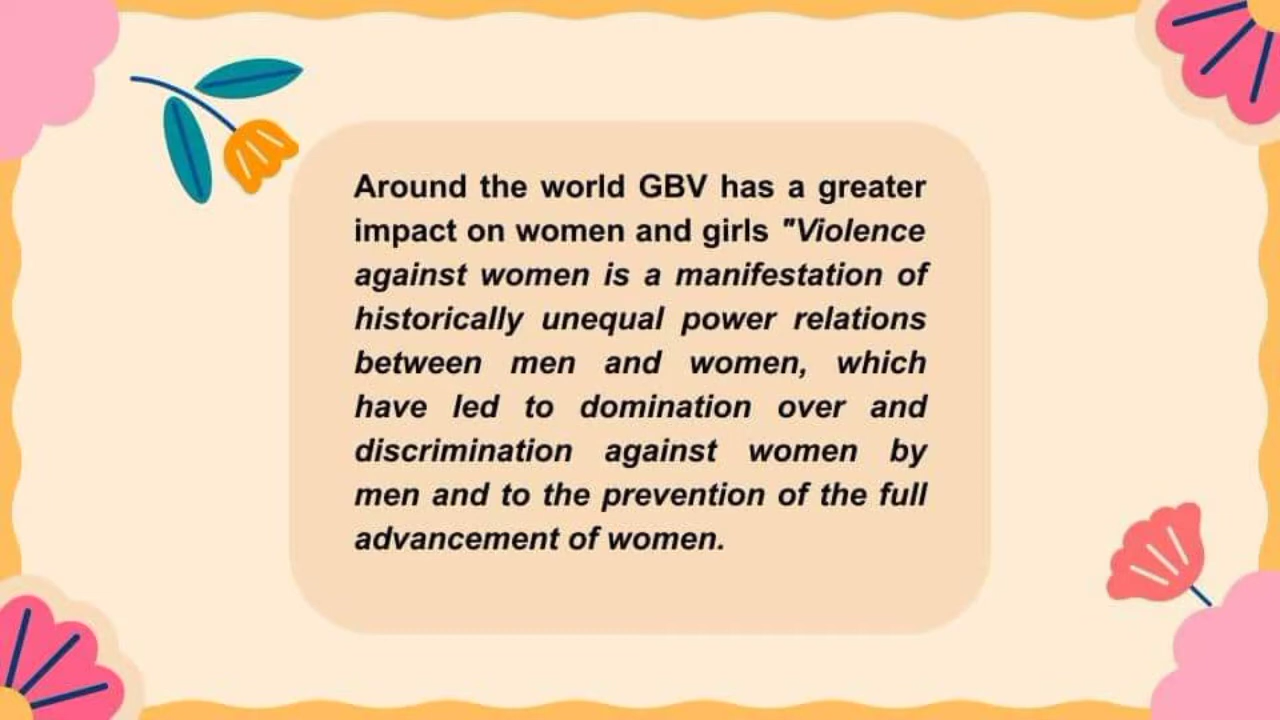 Around the world GBV has a greater
impact on women and girls "Violence
against women is a manifestation of
historically unequal power relations
between men and women, which
have led to domination over and
discrimination against women by
men and to the prevention of the full
advancement of women.